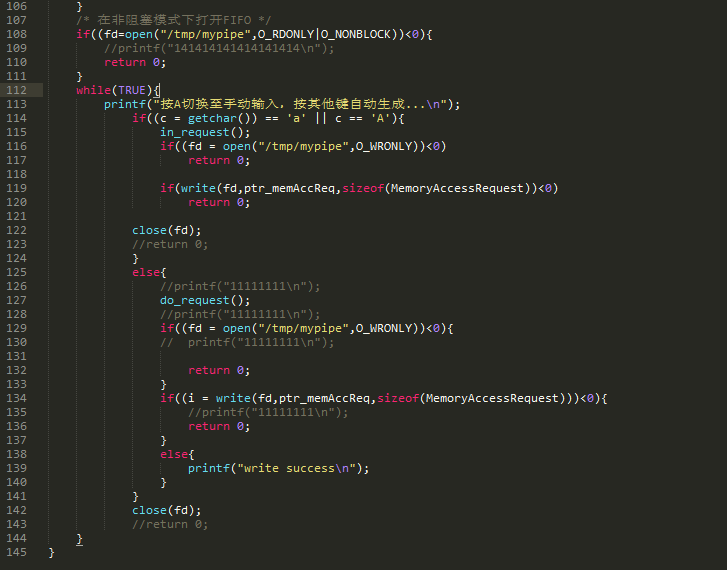 106 }
107 /* 在非阻塞模式下打开FIFO */
108 if((fd=open("/tmp/mypipe",O_RDONLY|O_NONBLOCK))<0){
109 //printf("141414141414141414\n");
110 return 0;
111 }
112 while(TRUE){
113 printf("按A切换至手动输入，按其他键自动生成...\n");
114 if((c = getchar()) == 'a' || c == 'A'){
115 in_request();
116 if((fd = open("/tmp/mypipe",O_WRONLY))<0)
117 return 0;
118
119 if(write(fd,ptr_memAccReq,sizeof(MemoryAccessRequest))<0)
120 return 0;
121
122 close(fd);
123 //return 0;
124 }
125 else{
126 //printf("11111111\n");
127 do_request();
128 //printf("11111111\n");
129 if((fd = open("/tmp/mypipe",O_WRONLY))<0){
130 // printf("11111111\n");
131
132 return 0;
133 }
134 if((i = write(fd,ptr_memAccReq,sizeof(MemoryAccessRequest)))<0){
135 //printf("11111111\n");
136 return 0;
137 }
138 else{
139 printf("write success\n");
140 }
141 }
142 close(fd);
143 //return 0;
144 }
145 }